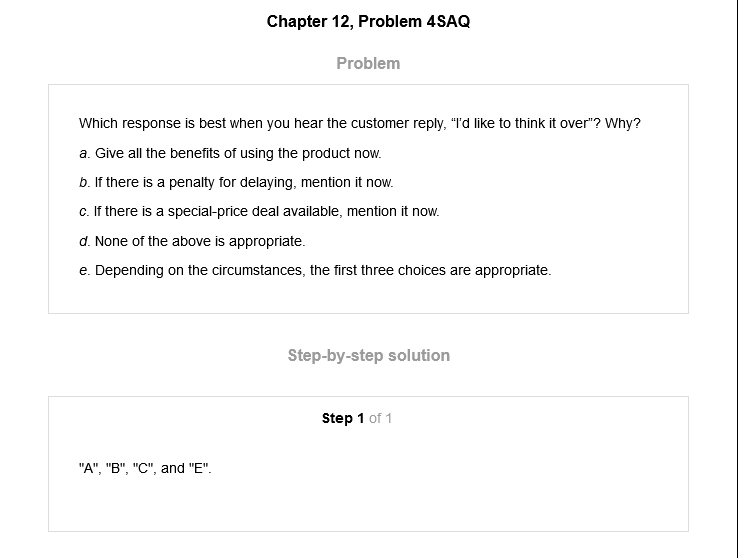 Chapter 12, Problem 4SAQ
Problem
Which response is best when you hear the customer reply, “I’d like to think it over”? Why?
a. Give all the benefits of using the product now.
b. If there is a penalty for delaying, mention it now.
c. If there is a special-price deal available, mention it now.
d. None of the above is appropriate.
e. Depending on the circumstances, the first three choices are appropriate.
Step-by-step solution
Step 1 of 1
"A", "B", "C", and "E".